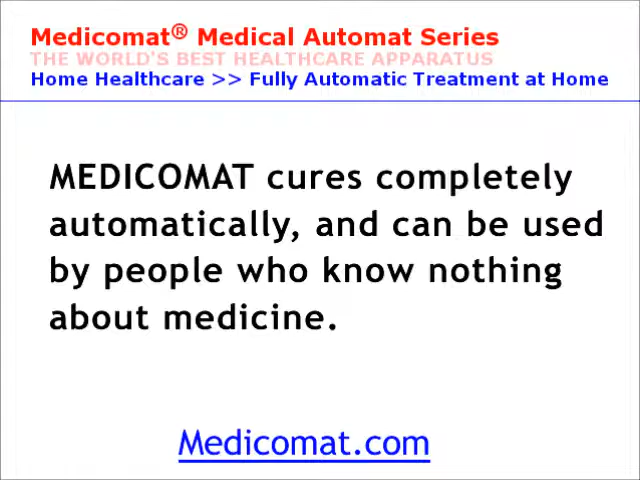 Medicomat® Medical Automat Series
THE WORLD'S BEST HEALTHCARE APPARATUS
Home Healthcare >> Fully Automatic Treatment at Home
MEDICOMAT cures completely
automatically, and can be used
by people who know nothing
about medicine.
Medicomat.com